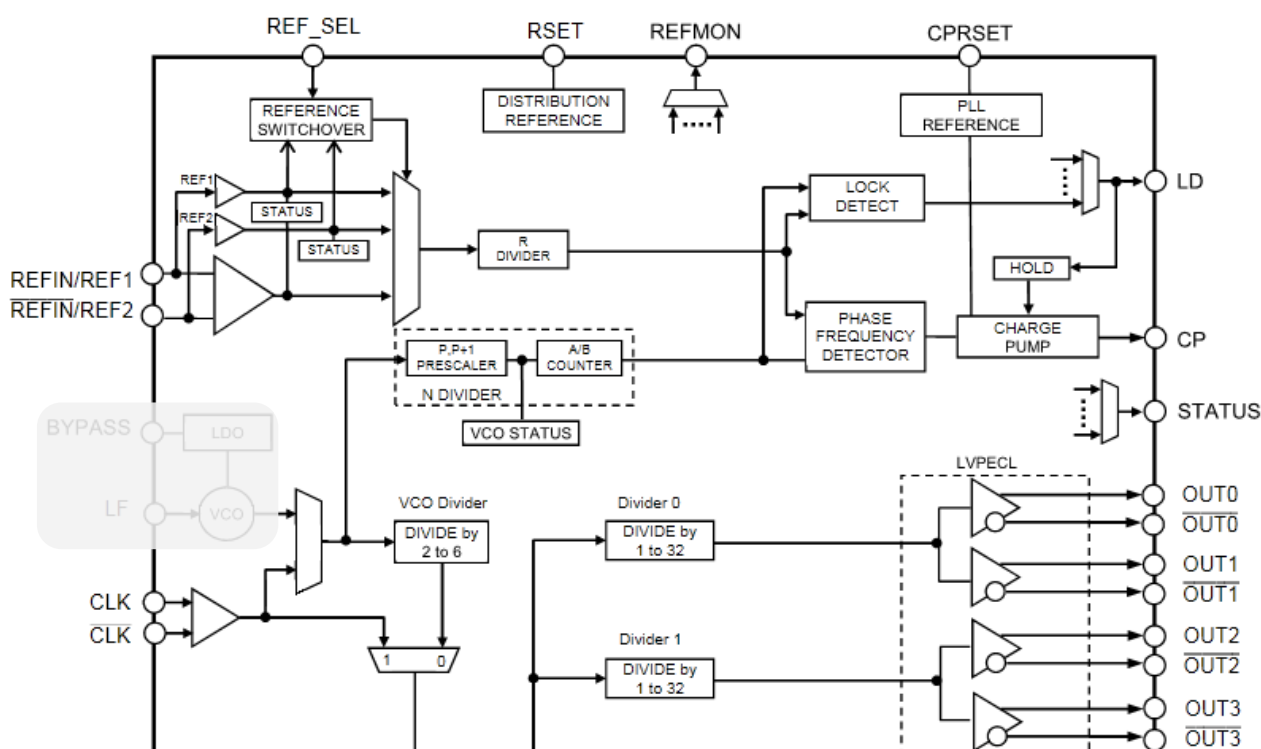 REF_SEL
RSET
REFMON
CPRSET
REFERENCE
SWITCHOVER
DISTRIBUTION
REFERENCE
PLL
REFERENCE
REF1
STATUS
REF2
STATUS
LOCK
DETECT
LD
R
DIVIDER
HOLD
REFIN/REF1
REFIN/REF2
PHASE
FREQUENCY
DETECTOR
CHARGE
PUMP
CP
P,P+1
PRESCALER
A/B
COUNTER
N DIVIDER
VCO STATUS
STATUS
BYPASS
LDO
LF
VCO
LVPECL
VCO Divider
DIVIDE by
2 to 6
Divider 0
DIVIDE by
1 to 32
OUT0
OUT0
OUT1
OUT1
CLK
CLK
1
0
Divider 1
DIVIDE by
1 to 32
OUT2
OUT2
OUT3
OUT3